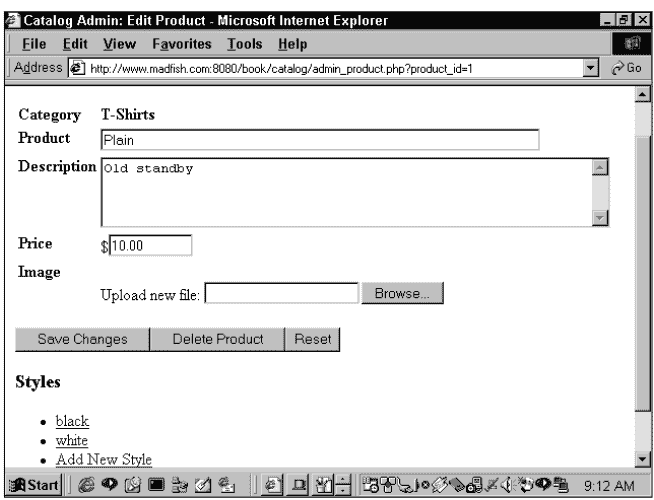 Catalog Admin: Edit Product - Microsoft Internet Explorer
File Edit View Favorites Tools Help
Address http://www.madfish.com:8080/book/catalog/admin_product.php?product_id=1 Go
Category T-Shirts
Product Plain
Description Old standby
Price $10.00
Image
Upload new file: Browse...
Save Changes Delete Product Reset
Styles
• black
• white
• Add New Style
Start 9:12 AM